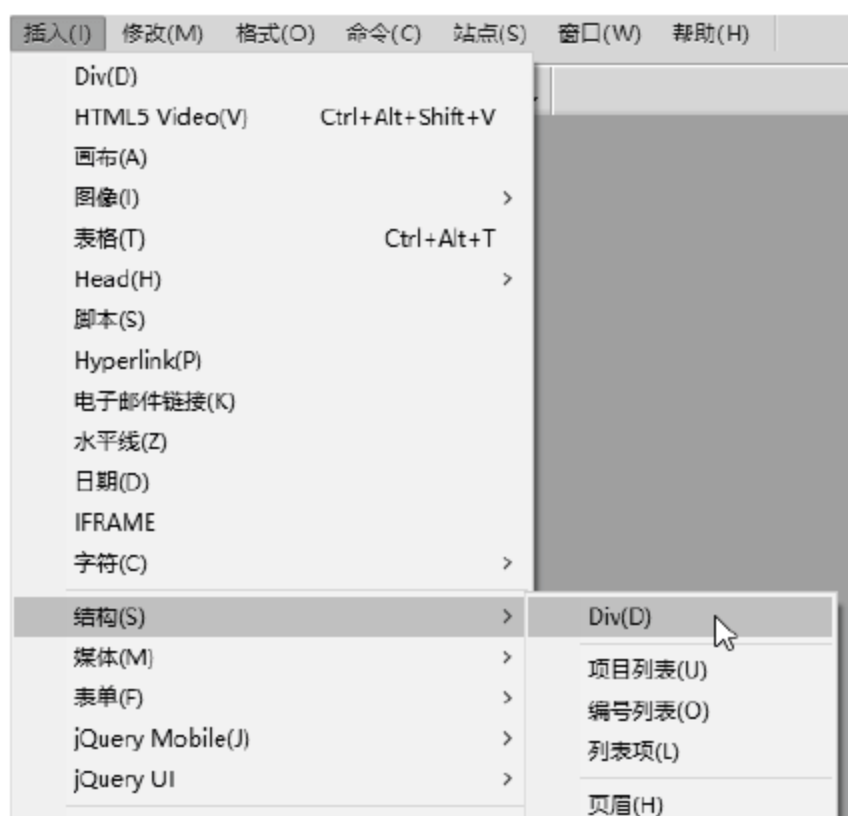 插入(I) 修改(M) 格式(O) 命令(C) 站点(S) 窗口(W) 帮助(H)
Div(D)
HTML5 Video(V) Ctrl+Alt+Shift+V
画布(A)
图像(I) >
表格(T) Ctrl+Alt+T
Head(H) >
脚本(S)
Hyperlink(P)
电子邮件链接(K)
水平线(Z)
日期(D)
IFRAME
字符(C) >
结构(S) >
媒体(M) >
表单(F) >
jQuery Mobile(J) >
jQuery UI >
Div(D)
项目列表(U)
编号列表(O)
列表项(L)
页眉(H)